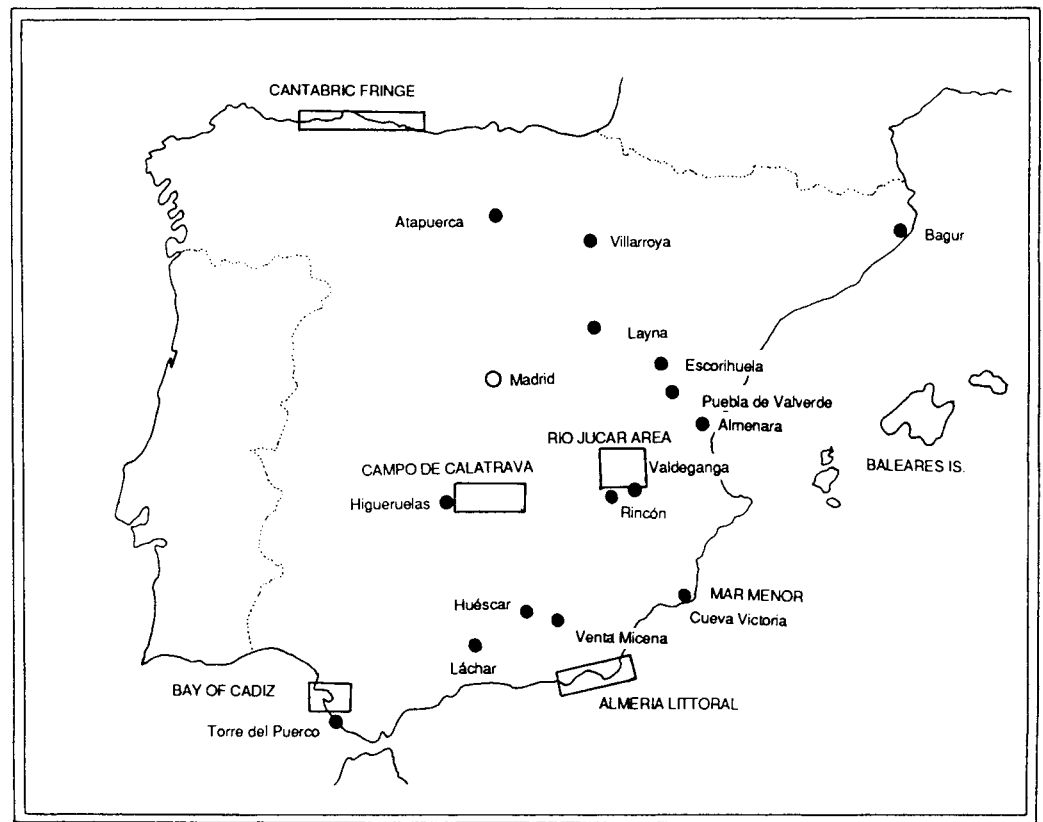 CANTABRIC FRINGE
Atapuerca
Villarroya
Bagur
Layna
Escorihuela
Madrid
Puebla de Valverde
Almenara
RIO JUCAR AREA
BALEARES IS.
CAMPO DE CALATRAVA
Valdeganga
Higueruelas
Rincón
MAR MENOR
Huéscar
Cueva Victoria
Venta Micena
Láchar
BAY OF CADIZ
ALMERIA LITTORAL
Torre del Puerco